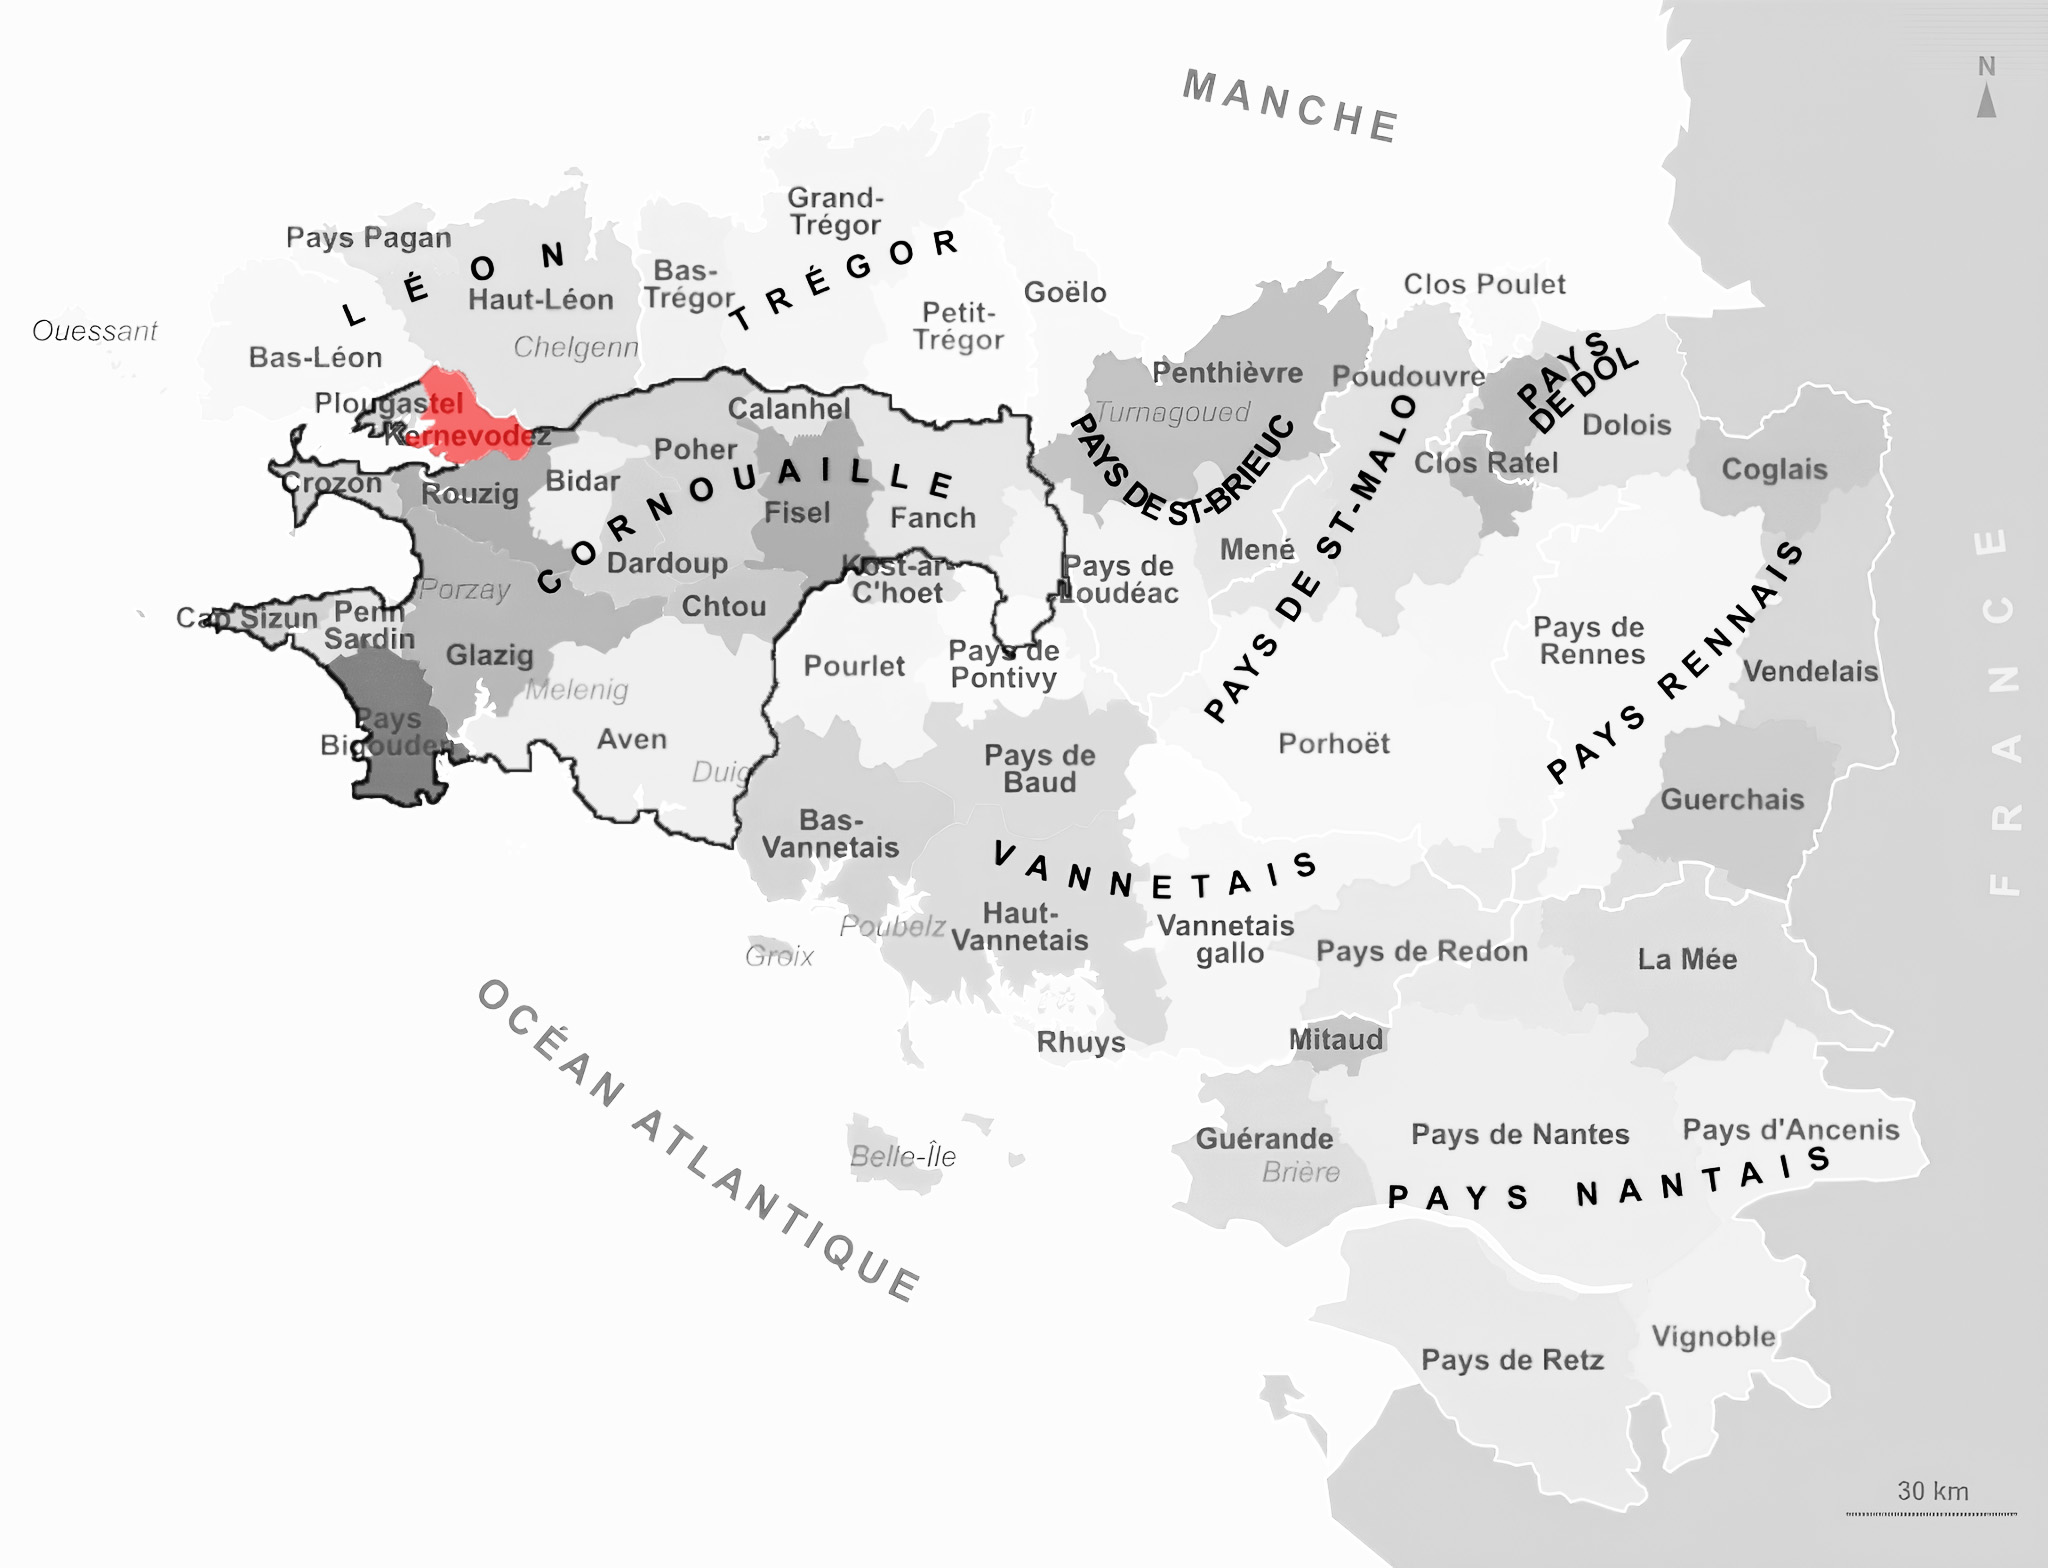 MANCHE
N
Grand-
Trégor
Pays Pagan
LÉON
TRÉGOR
Bas-
Trégor
Haut-Léon
Goëlo
Clos Poulet
Petit-
Trégor
Ouessant
Chelgenn
Bas-Léon
Penthièvre
Poudouvre
PAYS
DE DOL
Plougastel
Calanhel
Turnagoued
Dolois
Kernevodez
Poher
PAYS DE ST-BRIEUC
PAYS DE ST-MALO
Clos Ratel
Coglais
Crozon
Rouzig
Bidar
CORNOUAILLE
Fisel
Fanch
Mené
Dardoup
Kost-ar-
C'hoet
Pays de
Loudéac
Porzay
Chtou
Cap Sizun
Penn
Sardin
Pays de
Rennes
PAYS RENNAIS
FRANCE
Glazig
Pourlet
Pays de
Pontivy
Vendelais
Melenig
Pays
Bigouden
Aven
Porhoët
Duig
Pays de
Baud
Guerchais
Bas-
Vannetais
VANNETAIS
Haut-
Vannetais
Vannetais
gallo
Poubelz
Groix
Pays de Redon
La Mée
OCÉAN ATLANTIQUE
Rhuys
Mitaud
Belle-Île
Guérande
Brière
Pays de Nantes
Pays d'Ancenis
PAYS NANTAIS
Pays de Retz
Vignoble
30 km